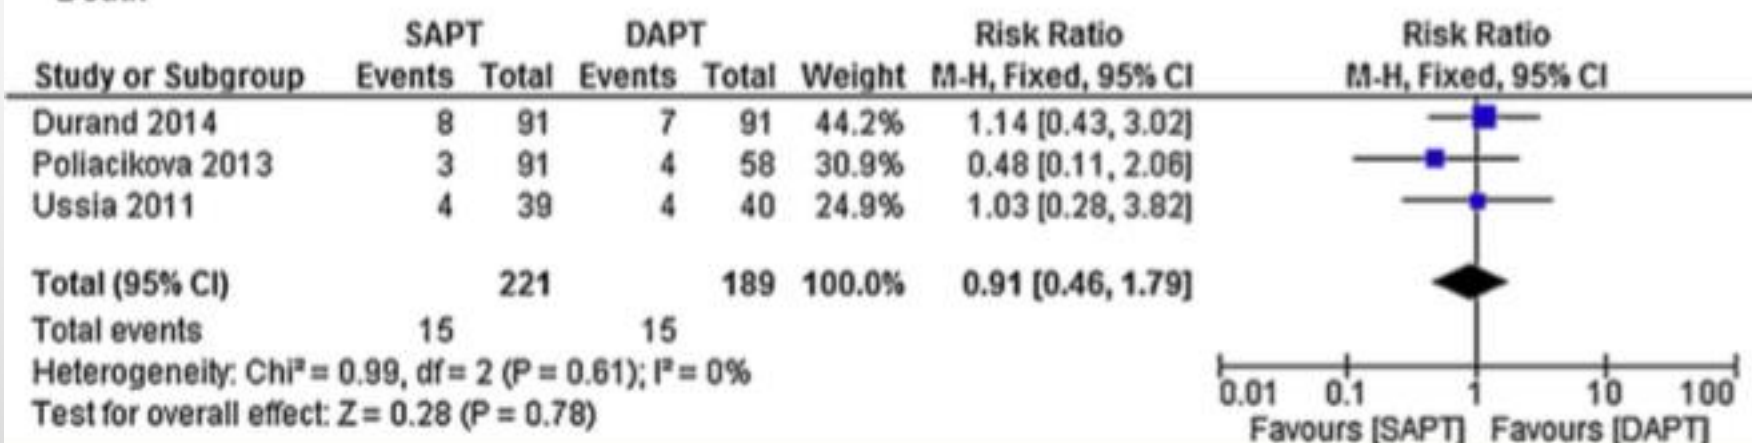 SAPT DAPT Risk Ratio Risk Ratio
Study or Subgroup Events Total Events Total Weight M-H, Fixed, 95% CI M-H, Fixed, 95% CI
Durand 2014 8 91 7 91 44.2% 1.14 [0.43, 3.02]
Poliacikova 2013 3 91 4 58 30.9% 0.48 [0.11, 2.06]
Ussia 2011 4 39 4 40 24.9% 1.03 [0.28, 3.82]
Total (95% CI) 221 189 100.0% 0.91 [0.46, 1.79]
Total events 15 15
Heterogeneity: Chi² = 0.99, df = 2 (P = 0.61); I² = 0%
Test for overall effect: Z = 0.28 (P = 0.78)
0.01 0.1 1 10 100
Favours [SAPT] Favours [DAPT]